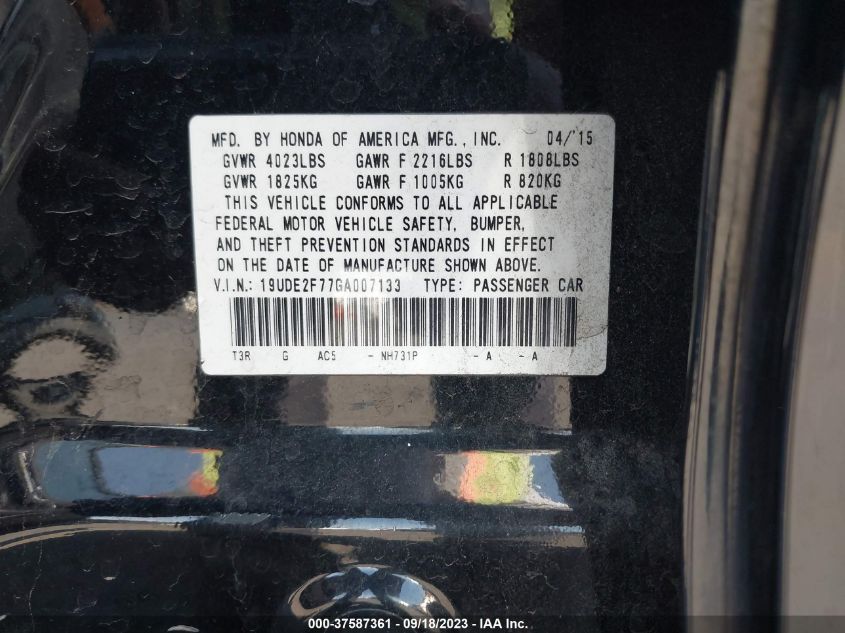 MFD. BY HONDA OF AMERICA MFG., INC. 04/'15
GVWR 4023LBS GAWR F 2216LBS R 1808LBS
GVWR 1825KG GAWR F 1005KG R 820KG
THIS VEHICLE CONFORMS TO ALL APPLICABLE
FEDERAL MOTOR VEHICLE SAFETY, BUMPER,
AND THEFT PREVENTION STANDARDS IN EFFECT
ON THE DATE OF MANUFACTURE SHOWN ABOVE.
V.I.N.: 19UDE2F77GA007133 TYPE: PASSENGER CAR
T3R G AC5 - NH731P - A - A
000-37587361 - 09/18/2023 - IAA Inc.